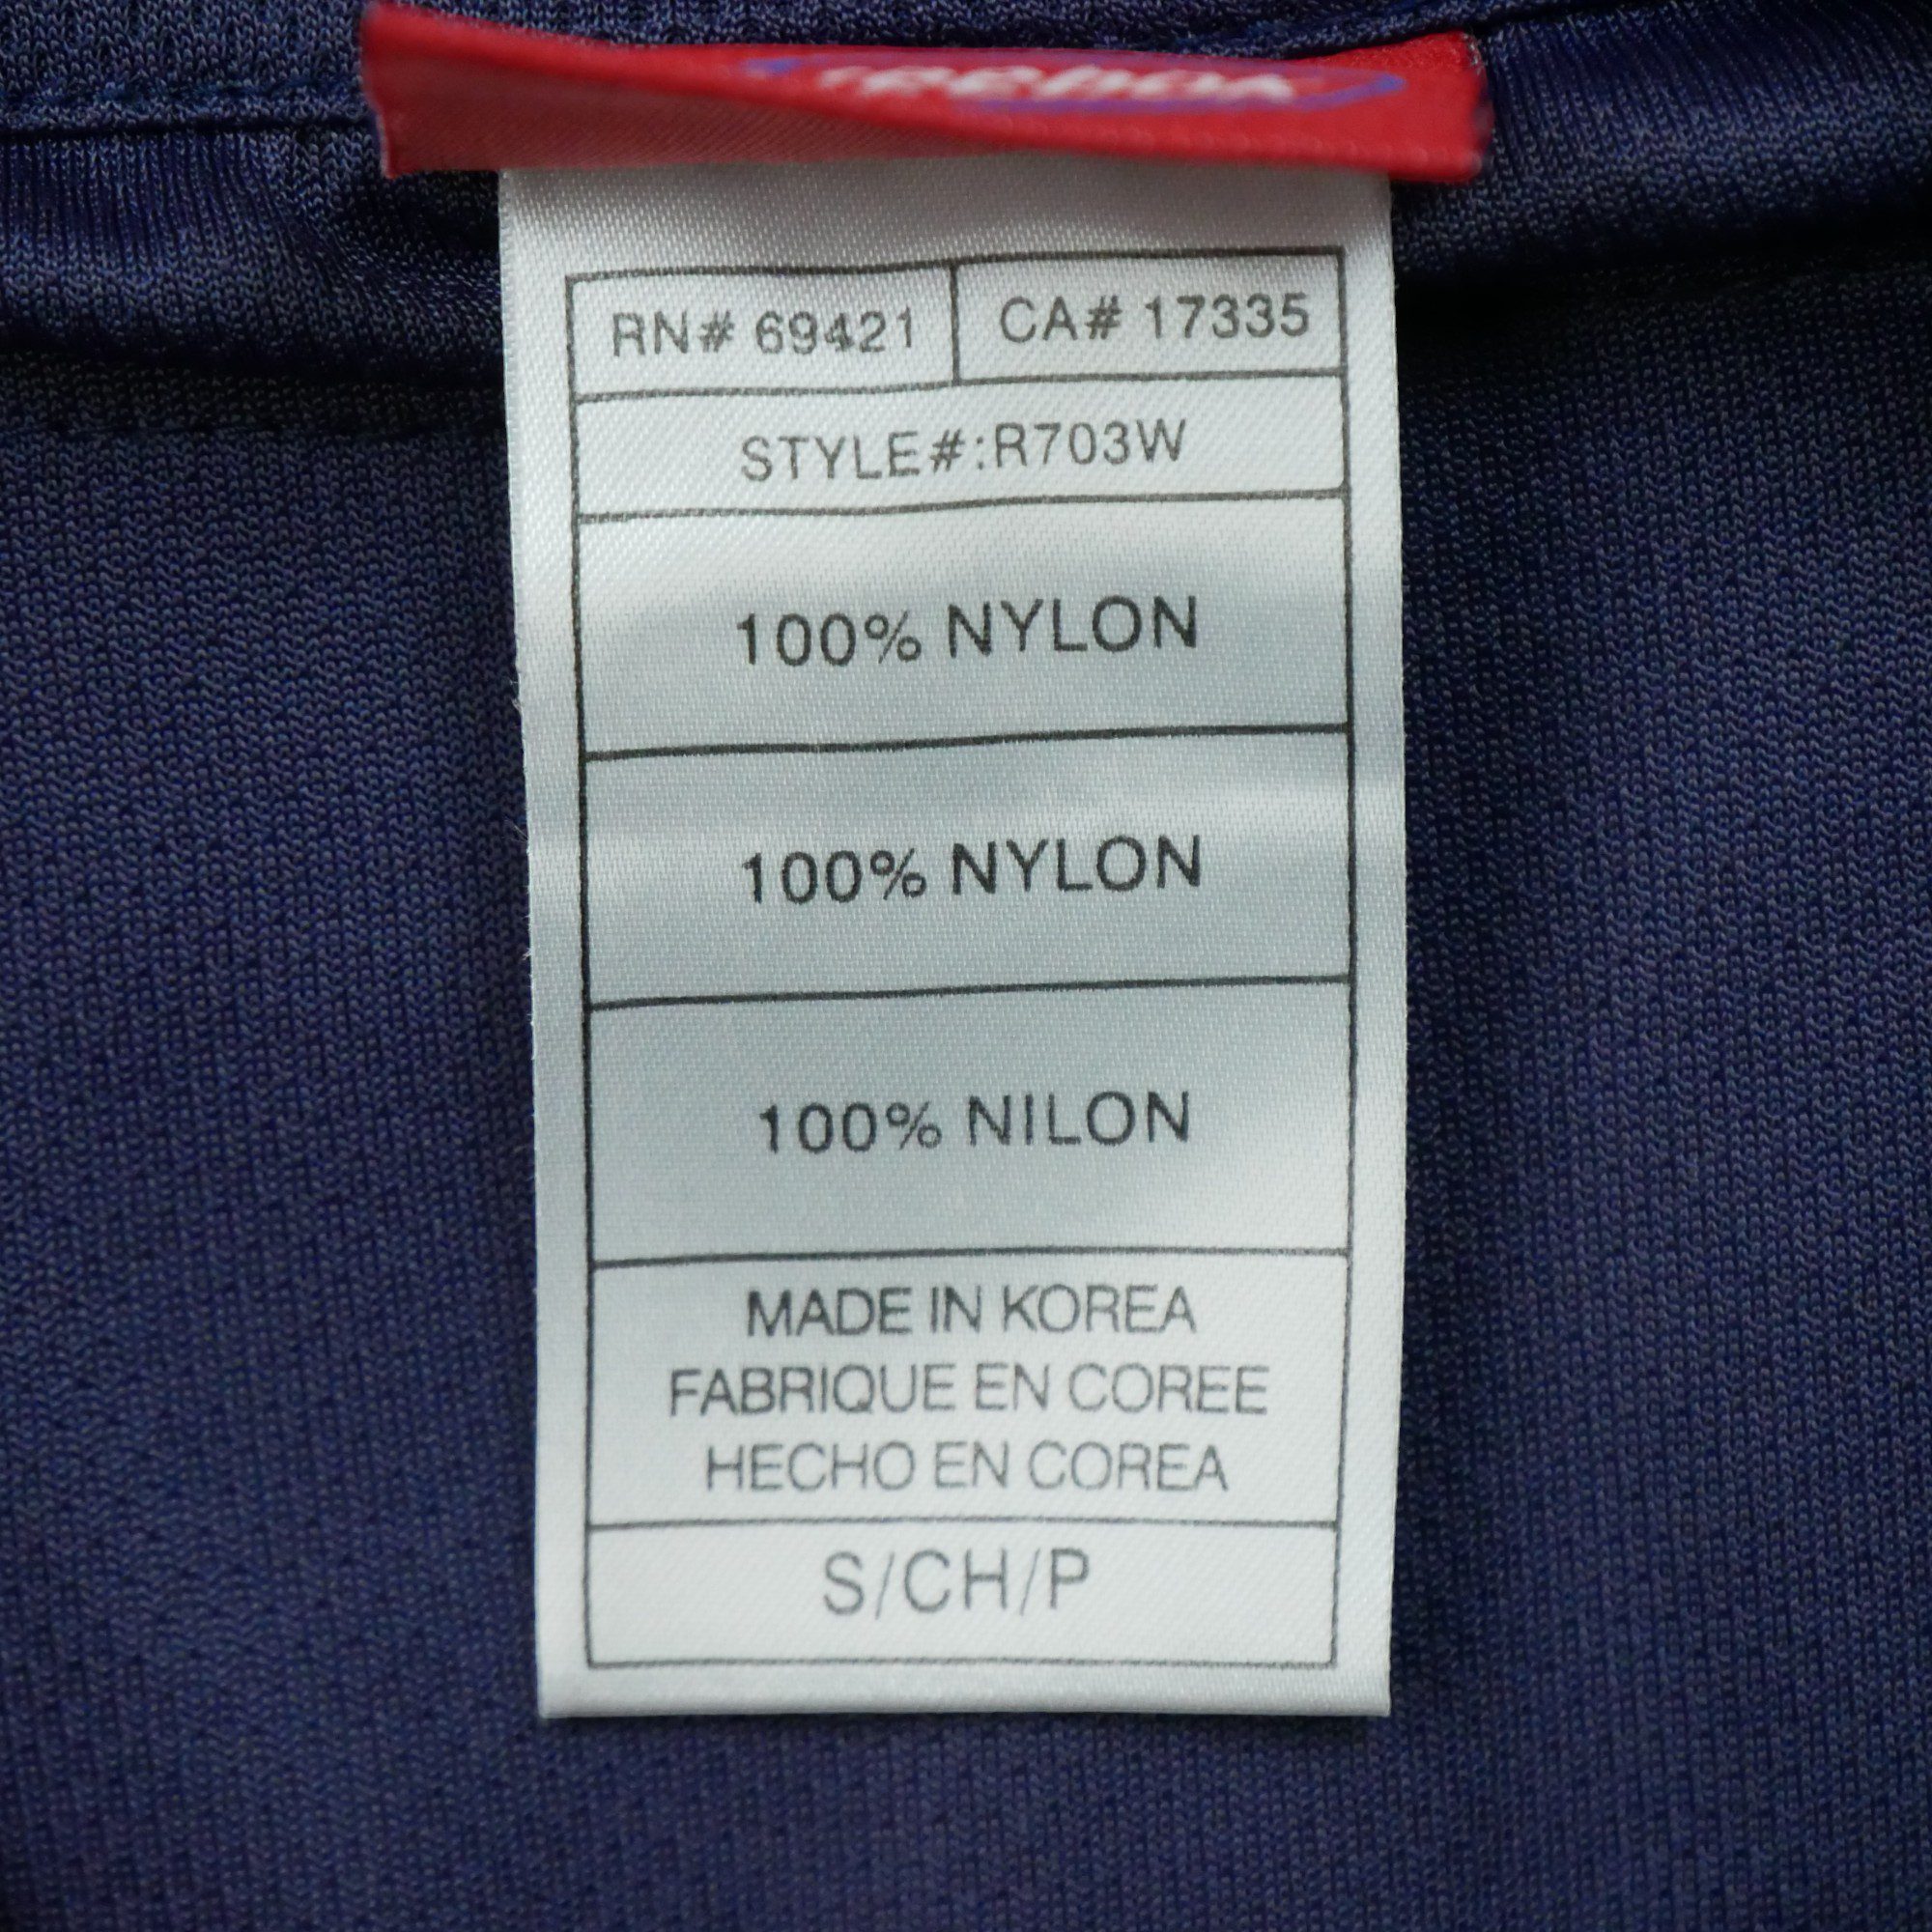 Reebok
RN# 69421
CA# 17335
STYLE#:R703W
100% NYLON
100% NYLON
100% NILON
MADE IN KOREA
FABRIQUE EN COREE
HECHO EN COREA
S/CH/P